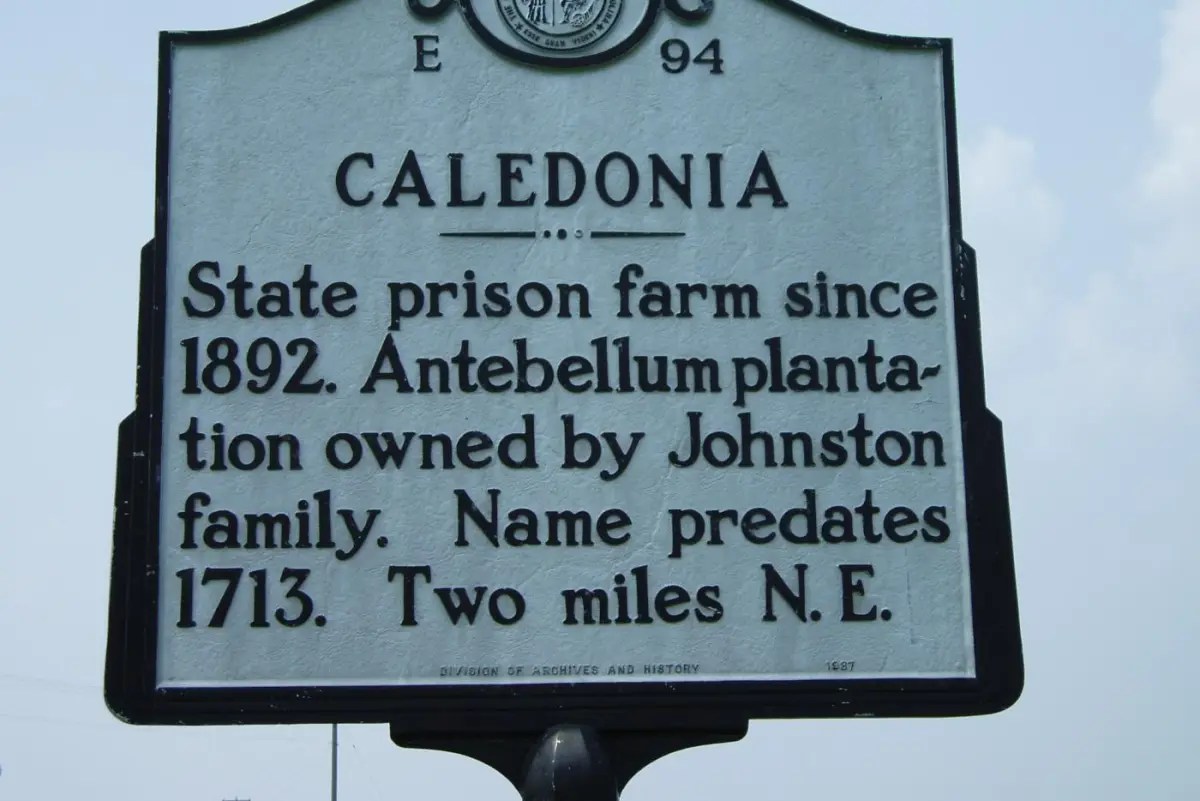 E 94
CALEDONIA
State prison farm since
1892. Antebellum planta-
tion owned by Johnston
family. Name predates
1713. Two miles N. E.
DIVISION OF ARCHIVES AND HISTORY 1987